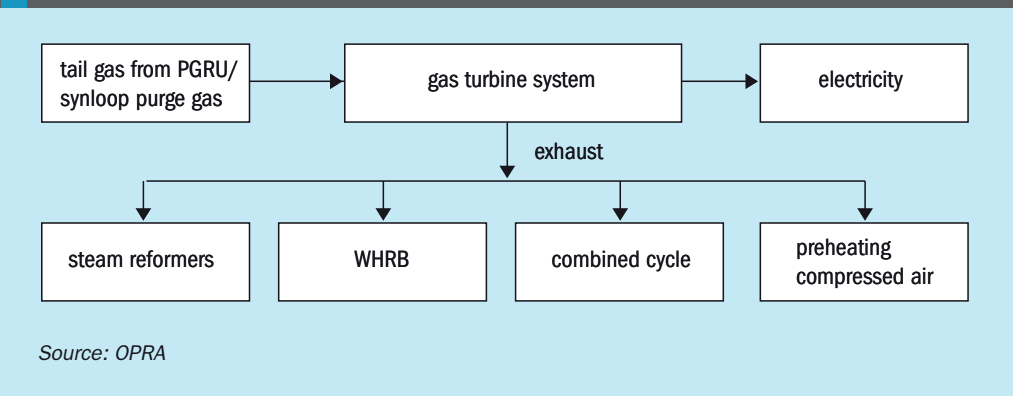 tail gas from PGRU/
synloop purge gas
gas turbine system
electricity
exhaust
steam reformers
WHRB
combined cycle
preheating
compressed air
Source: OPRA